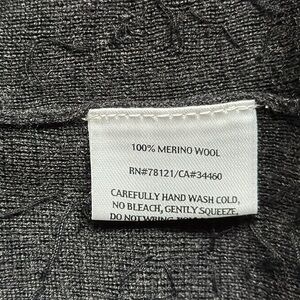 100% MERINO WOOL
RN#78121/CA#34460
CAREFULLY HAND WASH COLD,
NO BLEACH, GENTLY SQUEEZE,
DO NOT WRING